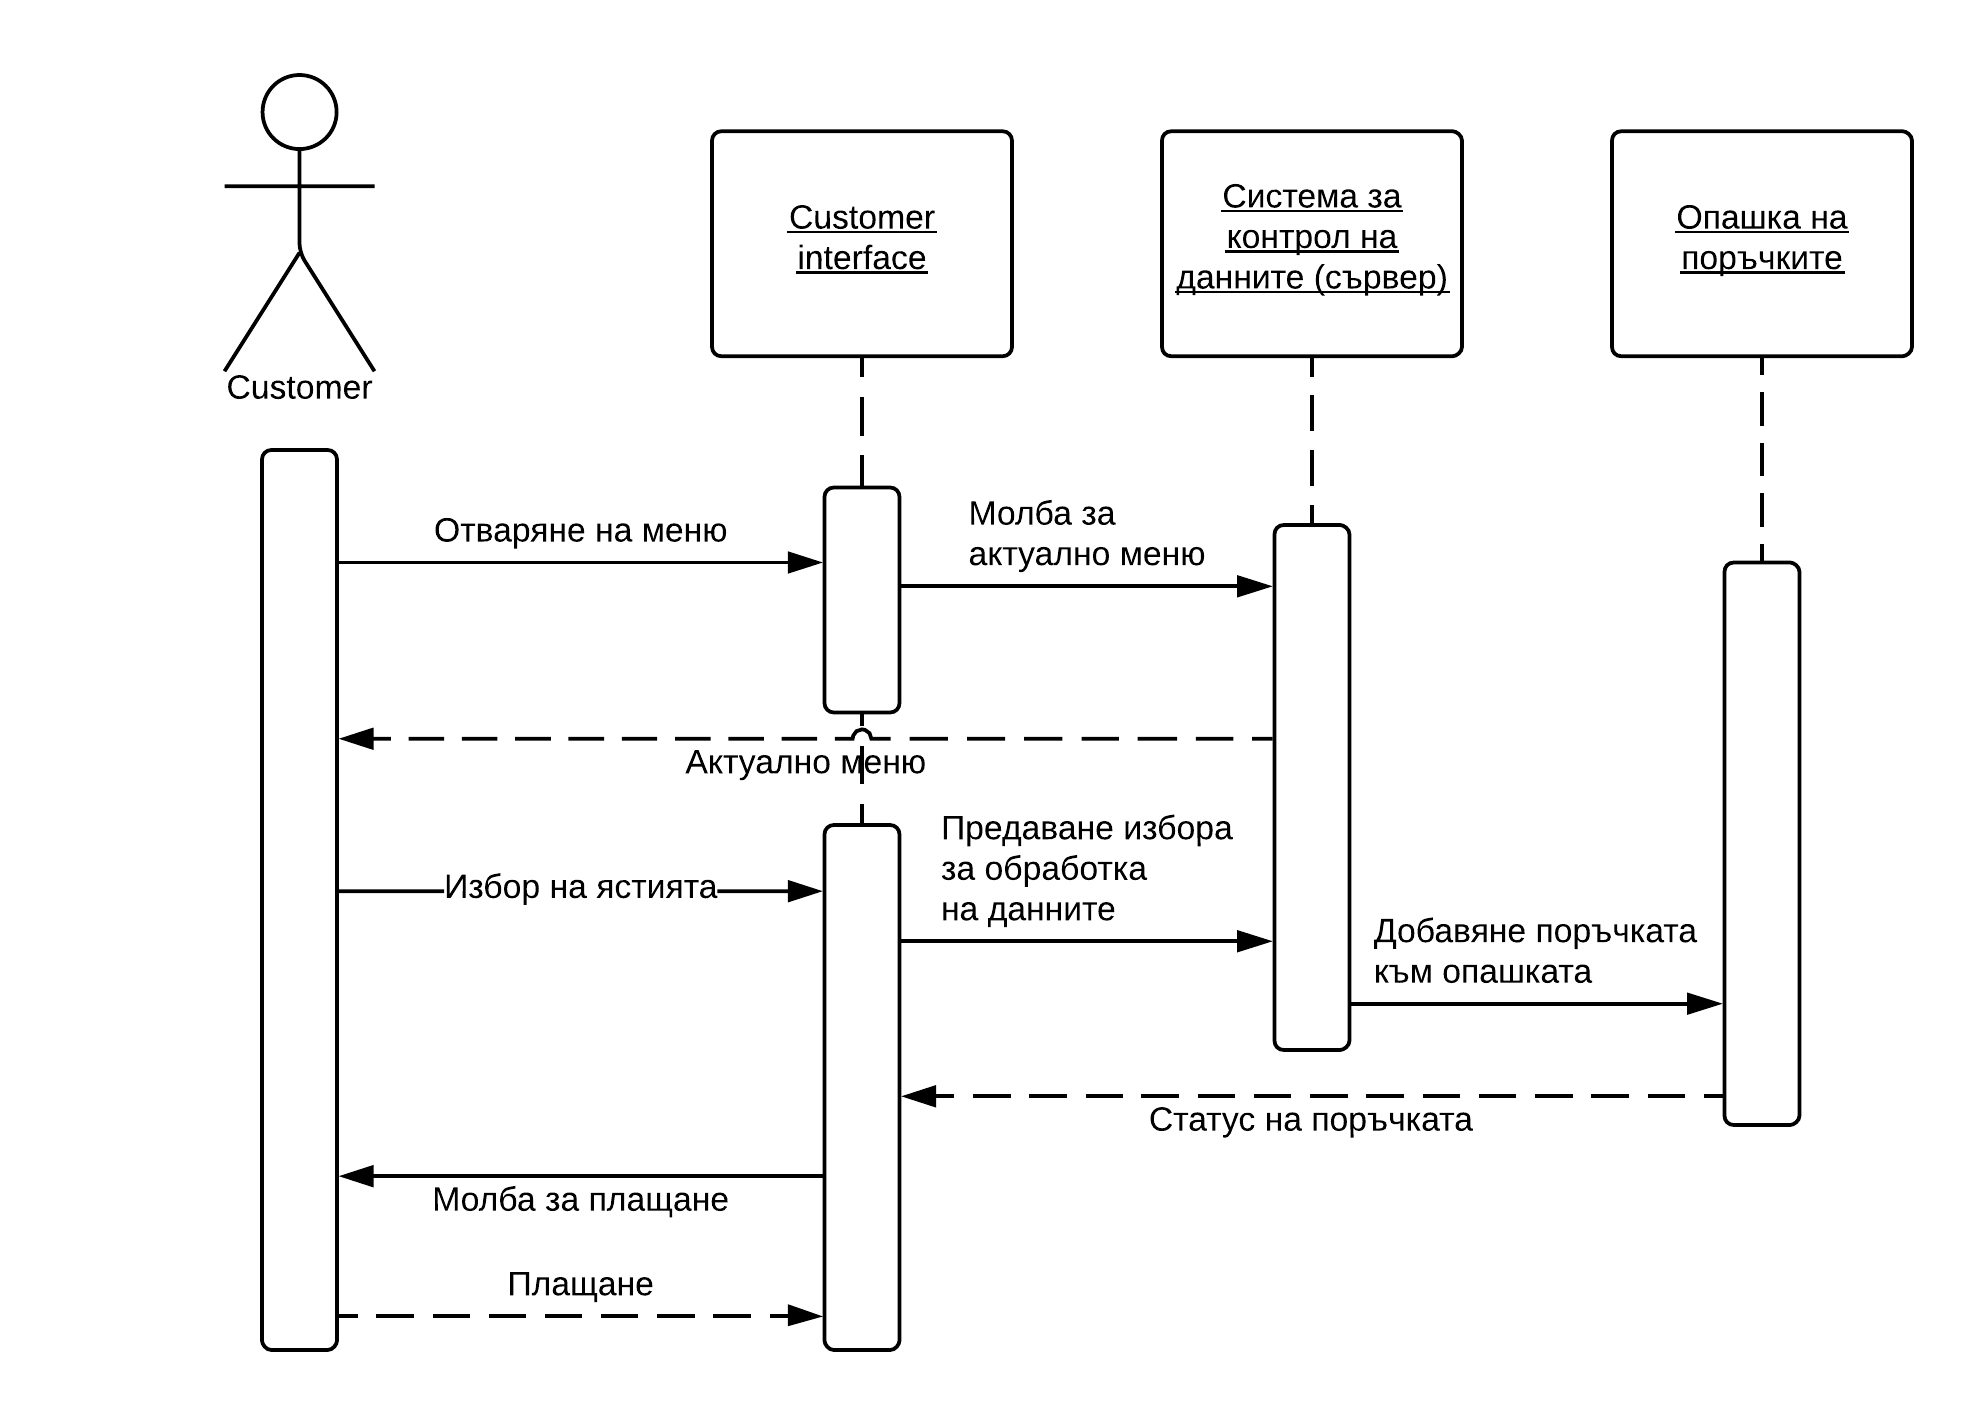 Customer
Customer
interface
Система за
контрол на
данните (сървер)
Опашка на
поръчките
Отваряне на меню
Молба за
актуално меню
Актуално меню
Избор на ястията
Предаване избора
за обработка
на данните
Добавяне поръчката
към опашката
Статус на поръчката
Молба за плащане
Плащане